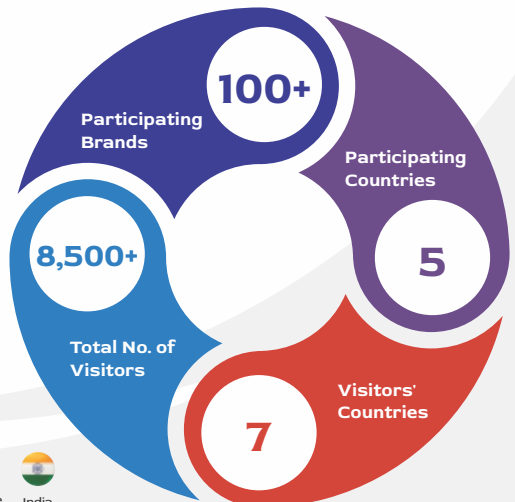 100+
Participating
Brands
Participating
Countries
5
8,500+
Total No. of
Visitors
Visitors'
Countries
7
India